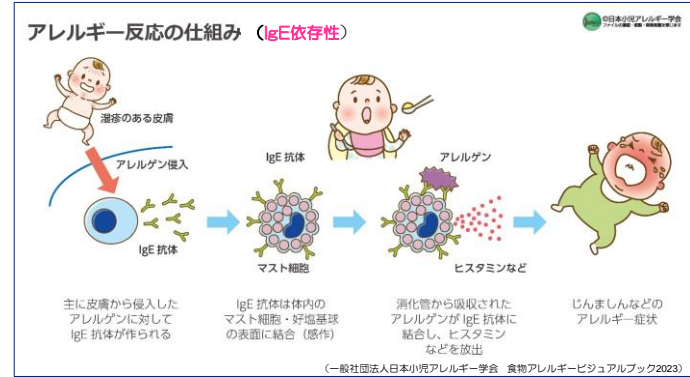 アレルギー反応の仕組み (IgE依存性)
©日本小児アレルギー学会
湿疹のある皮膚
アレルゲン侵入
IgE 抗体
IgE 抗体
マスト細胞
アレルゲン
ヒスタミンなど
主に皮膚から侵入した
アレルゲンに対して
IgE 抗体が作られる
IgE 抗体は体内の
マスト細胞・好塩基球
の表面に結合（感作）
消化管から吸収された
アレルゲンが IgE 抗体に
結合し、ヒスタミン
などを放出
じんましんなどの
アレルギー症状
（一般社団法人日本小児アレルギー学会　食物アレルギービジュアルブック2023）